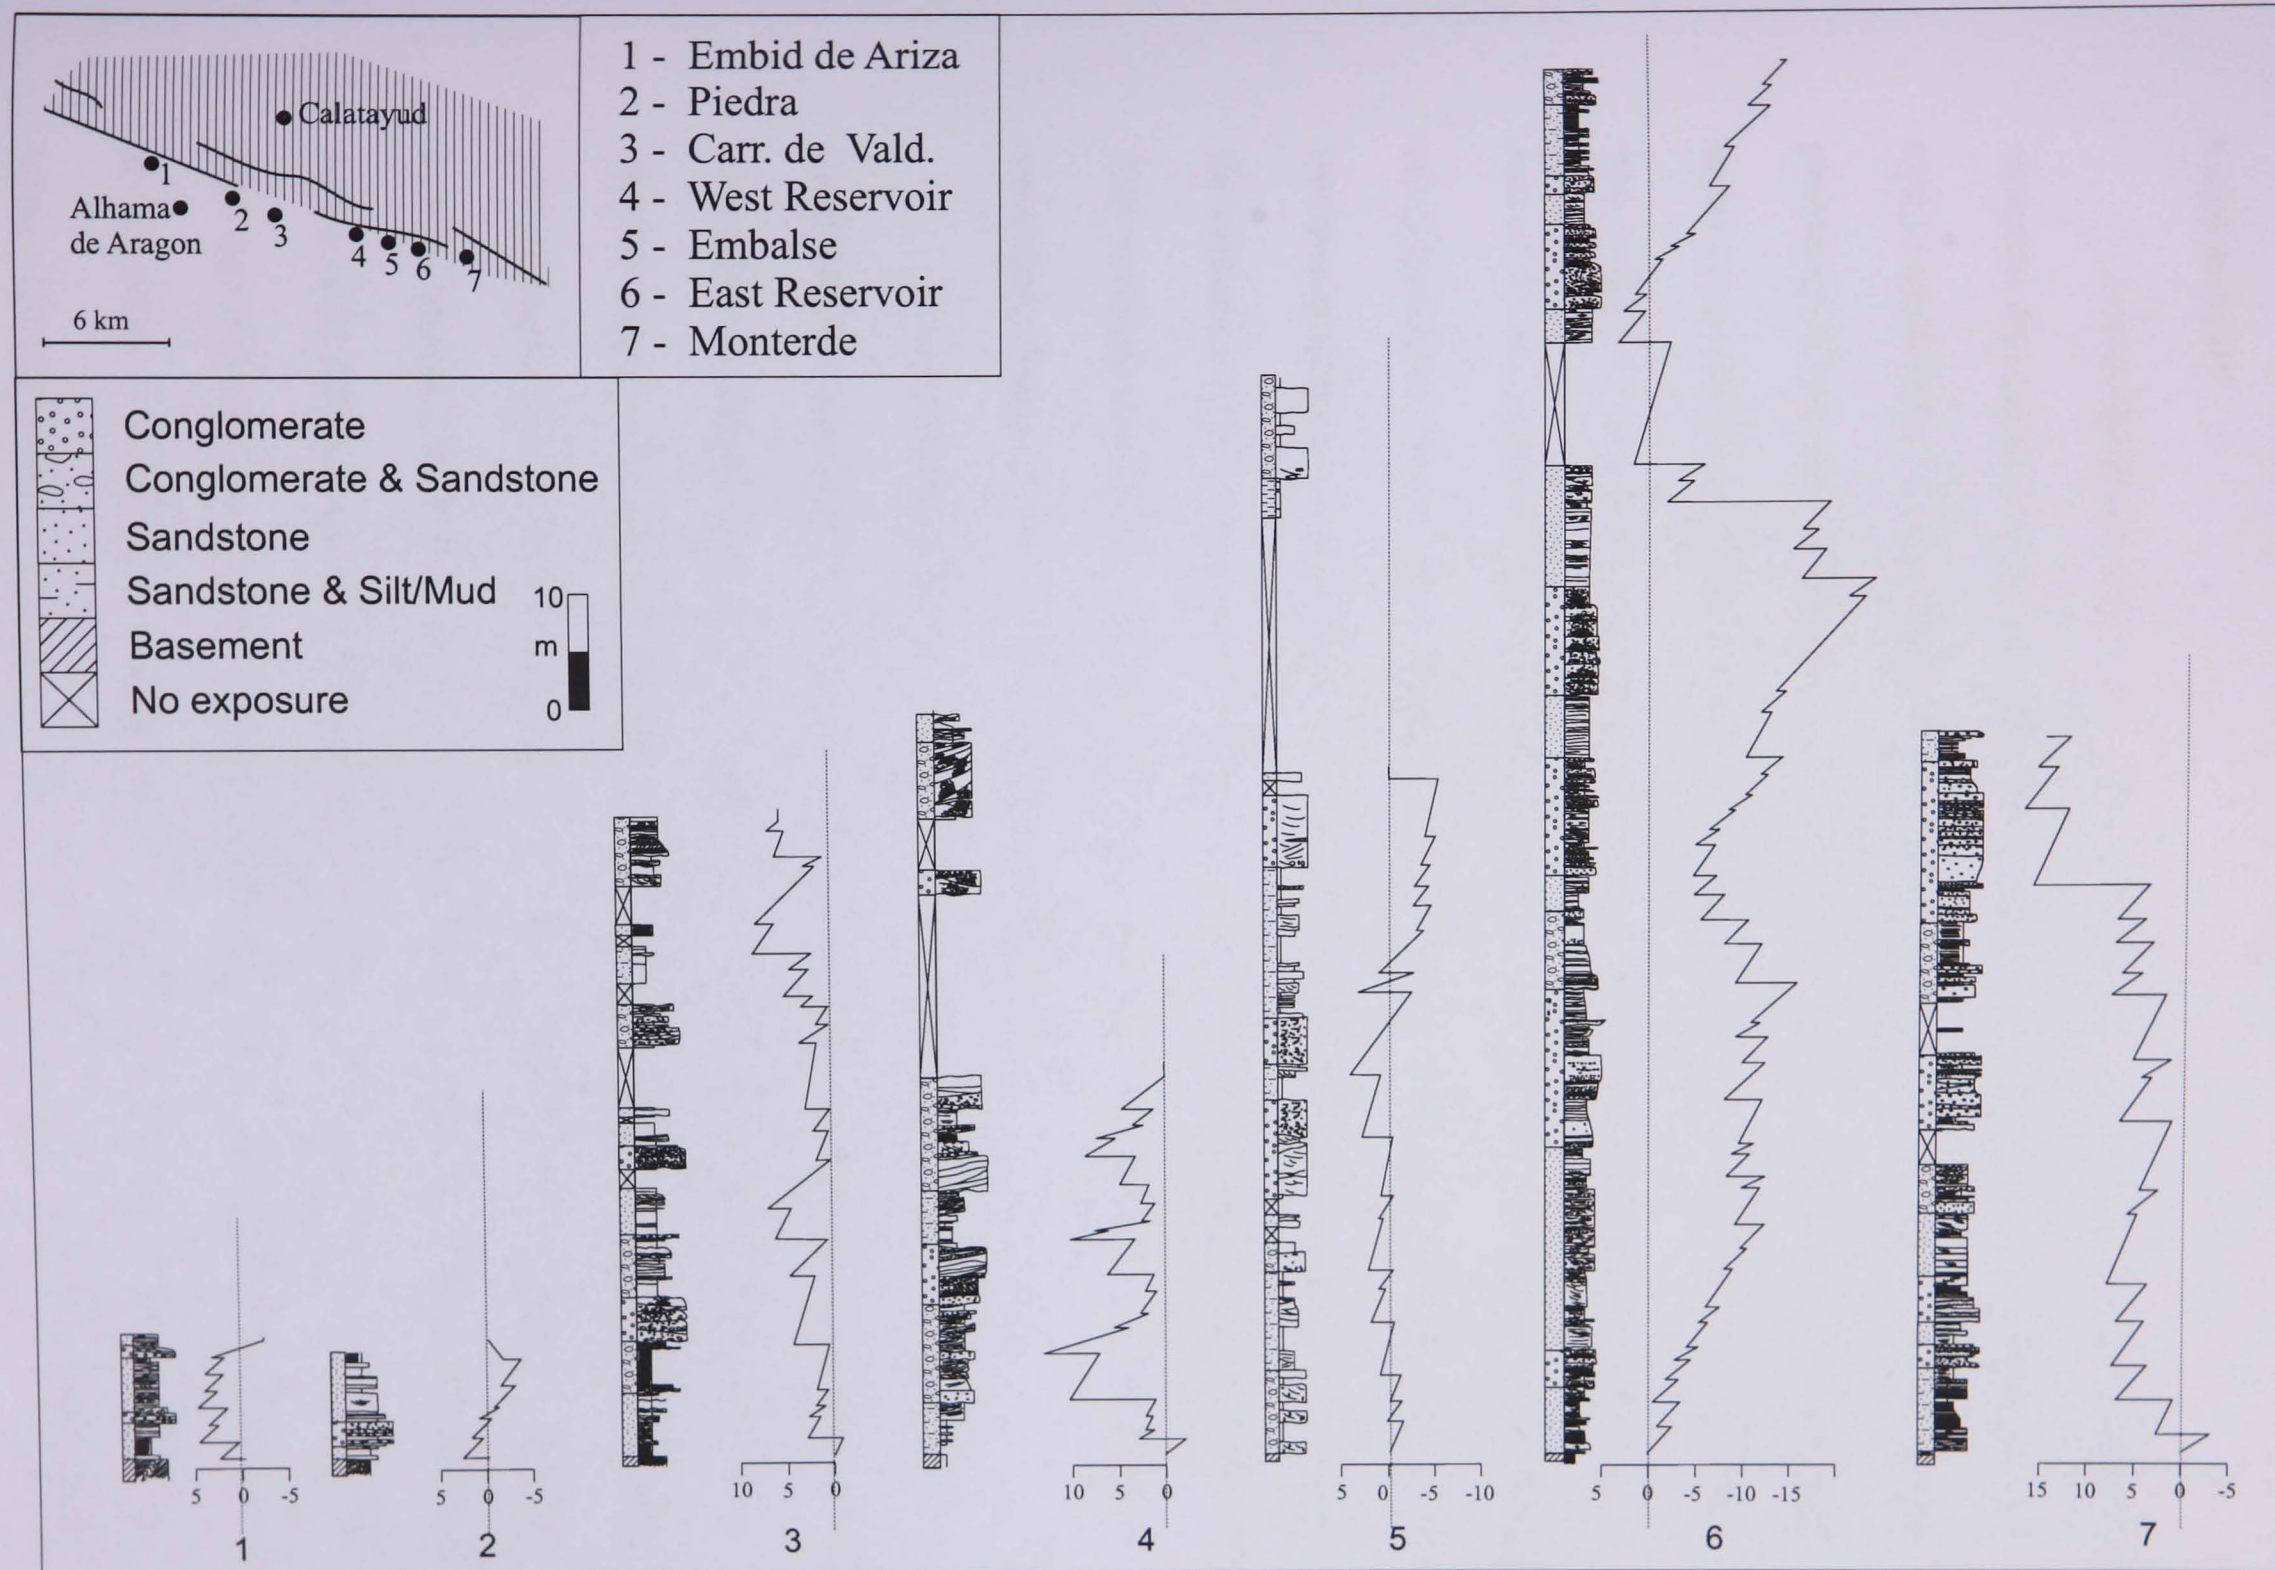 Calatayud
1
Alhama
de Aragon
2
3
4
5
6
7
6 km
1 - Embid de Ariza
2 - Piedra
3 - Carr. de Vald.
4 - West Reservoir
5 - Embalse
6 - East Reservoir
7 - Monterde
Conglomerate
Conglomerate & Sandstone
Sandstone
Sandstone & Silt/Mud
Basement
No exposure
10
m
0
5 0 -5
1
5 0 -5
2
10 5 0
3
10 5 0
4
5 0 -5 -10
5
5 0 -5 -10 -15
6
15 10 5 0 -5
7